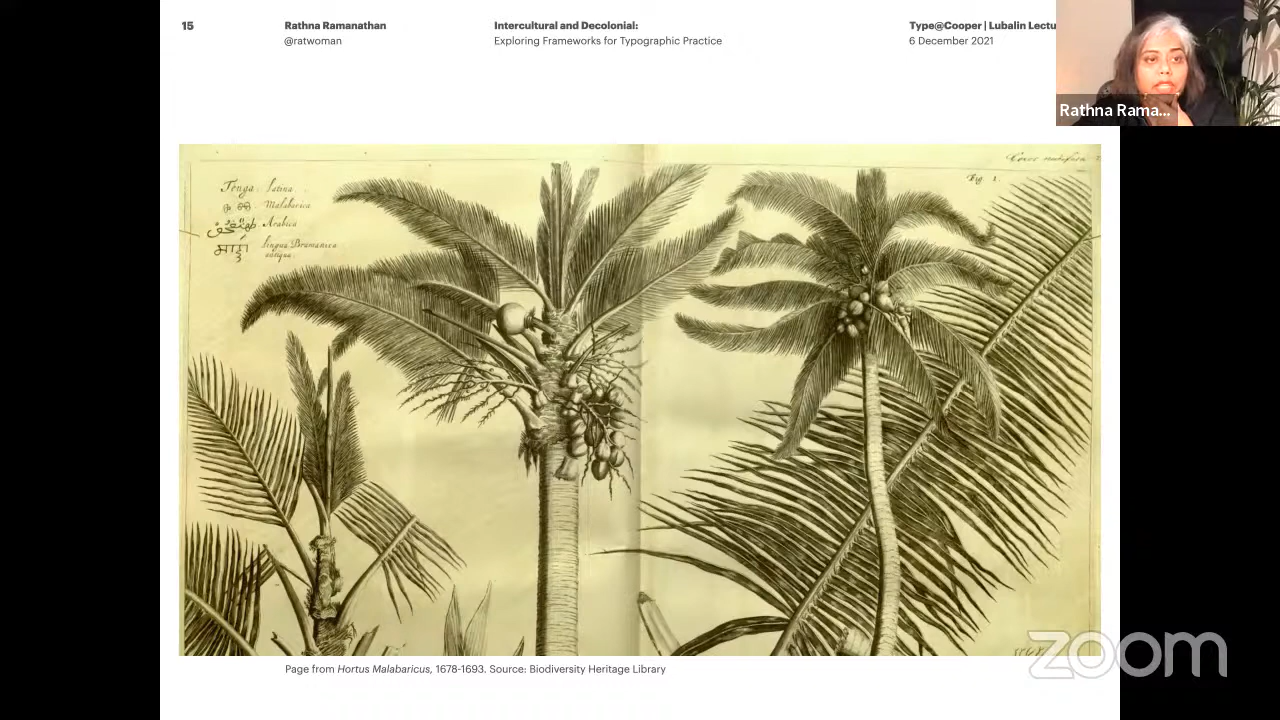 15
Rathna Ramanathan
@ratwoman
Intercultural and Decolonial:
Exploring Frameworks for Typographic Practice
Type@Cooper | Lubalin Lectu
6 December 2021
Rathna Rama...
Tenga. latina.
Malabarica
Arabica
lingua Bramanica
Fig. 1.
Page from Hortus Malabaricus, 1678-1693. Source: Biodiversity Heritage Library
zoom